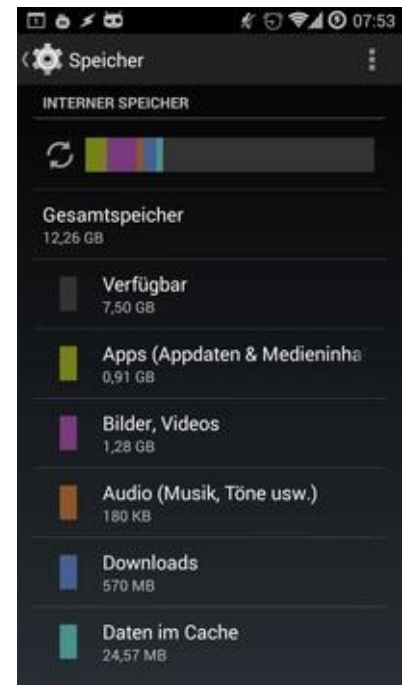 1
07:53
Speicher
INTERNER SPEICHER
Gesamtspeicher
12,26 GB
Verfügbar
7,50 GB
Apps (Appdaten & Medieninha
0,91 GB
Bilder, Videos
1,28 GB
Audio (Musik, Töne usw.)
180 KB
Downloads
570 MB
Daten im Cache
24,57 MB